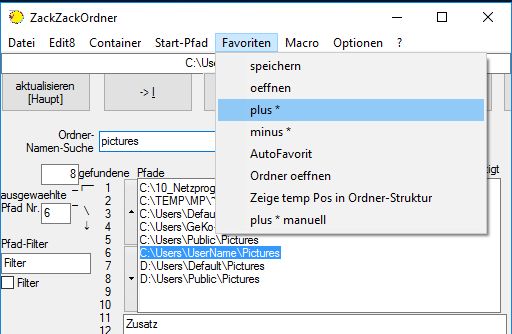 ZackZackOrdner
Datei Edit8 Container Start-Pfad Favoriten Macro Optionen ?
C:\Use
aktualisieren
[Haupt]
-> I
speichern
oeffnen
plus *
minus *
AutoFavorit
Ordner oeffnen
Zeige temp Pos in Ordner-Struktur
plus * manuell
Ordner-
Namen-Suche
pictures
8 gefundene Pfade
tigt
ausgewaehlte
Pfad Nr. 6
Pfad-Filter
Filter
Filter
1 C:\10_Netzprog
2 C:\TEMP\MP\T
3 C:\Users\Defau
4 C:\Users\GeKo
5 C:\Users\Public\Pictures
6 C:\Users\UserName\Pictures
7 D:\Users\Default\Pictures
8 D:\Users\Public\Pictures
9
10
11
12
Zusatz